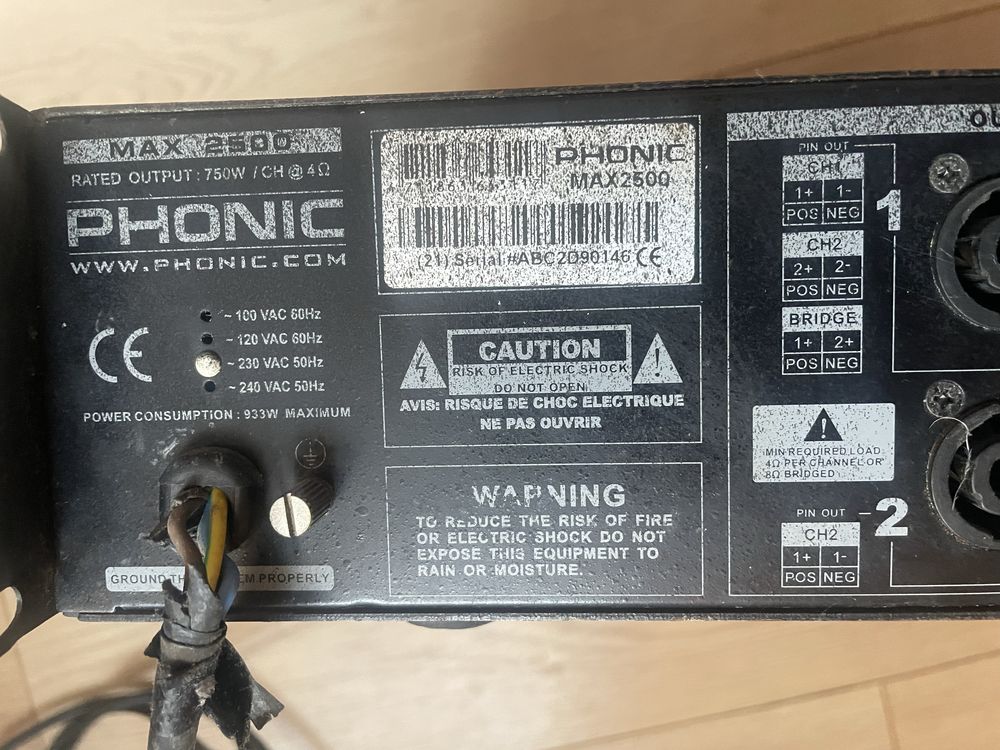 MAX 2500
RATED OUTPUT : 750W / CH @ 4Ω
PHONIC
WWW.PHONIC.COM
~ 100 VAC 60Hz
~ 120 VAC 60Hz
~ 230 VAC 50Hz
~ 240 VAC 50Hz
CE
POWER CONSUMPTION : 933W MAXIMUM
GROUND PROPERLY
PHONIC
MAX2500
(21) Serial #ABC2D90146 CE
CAUTION
RISK OF ELECTRIC SHOCK
DO NOT OPEN
AVIS: RISQUE DE CHOC ELECTRIQUE
NE PAS OUVRIR
WARNING
TO REDUCE THE RISK OF FIRE
OR ELECTRIC SHOCK DO NOT
EXPOSE THIS EQUIPMENT TO
RAIN OR MOISTURE.
PIN OUT
CH1
1+ 1-
POS NEG
1
CH2
2+ 2-
POS NEG
BRIDGE
1+ 2+
POS NEG
MIN REQUIRED LOAD
4Ω PER CHANNEL OR
8Ω BRIDGED
PIN OUT
2
CH2
1+ 1-
POS NEG